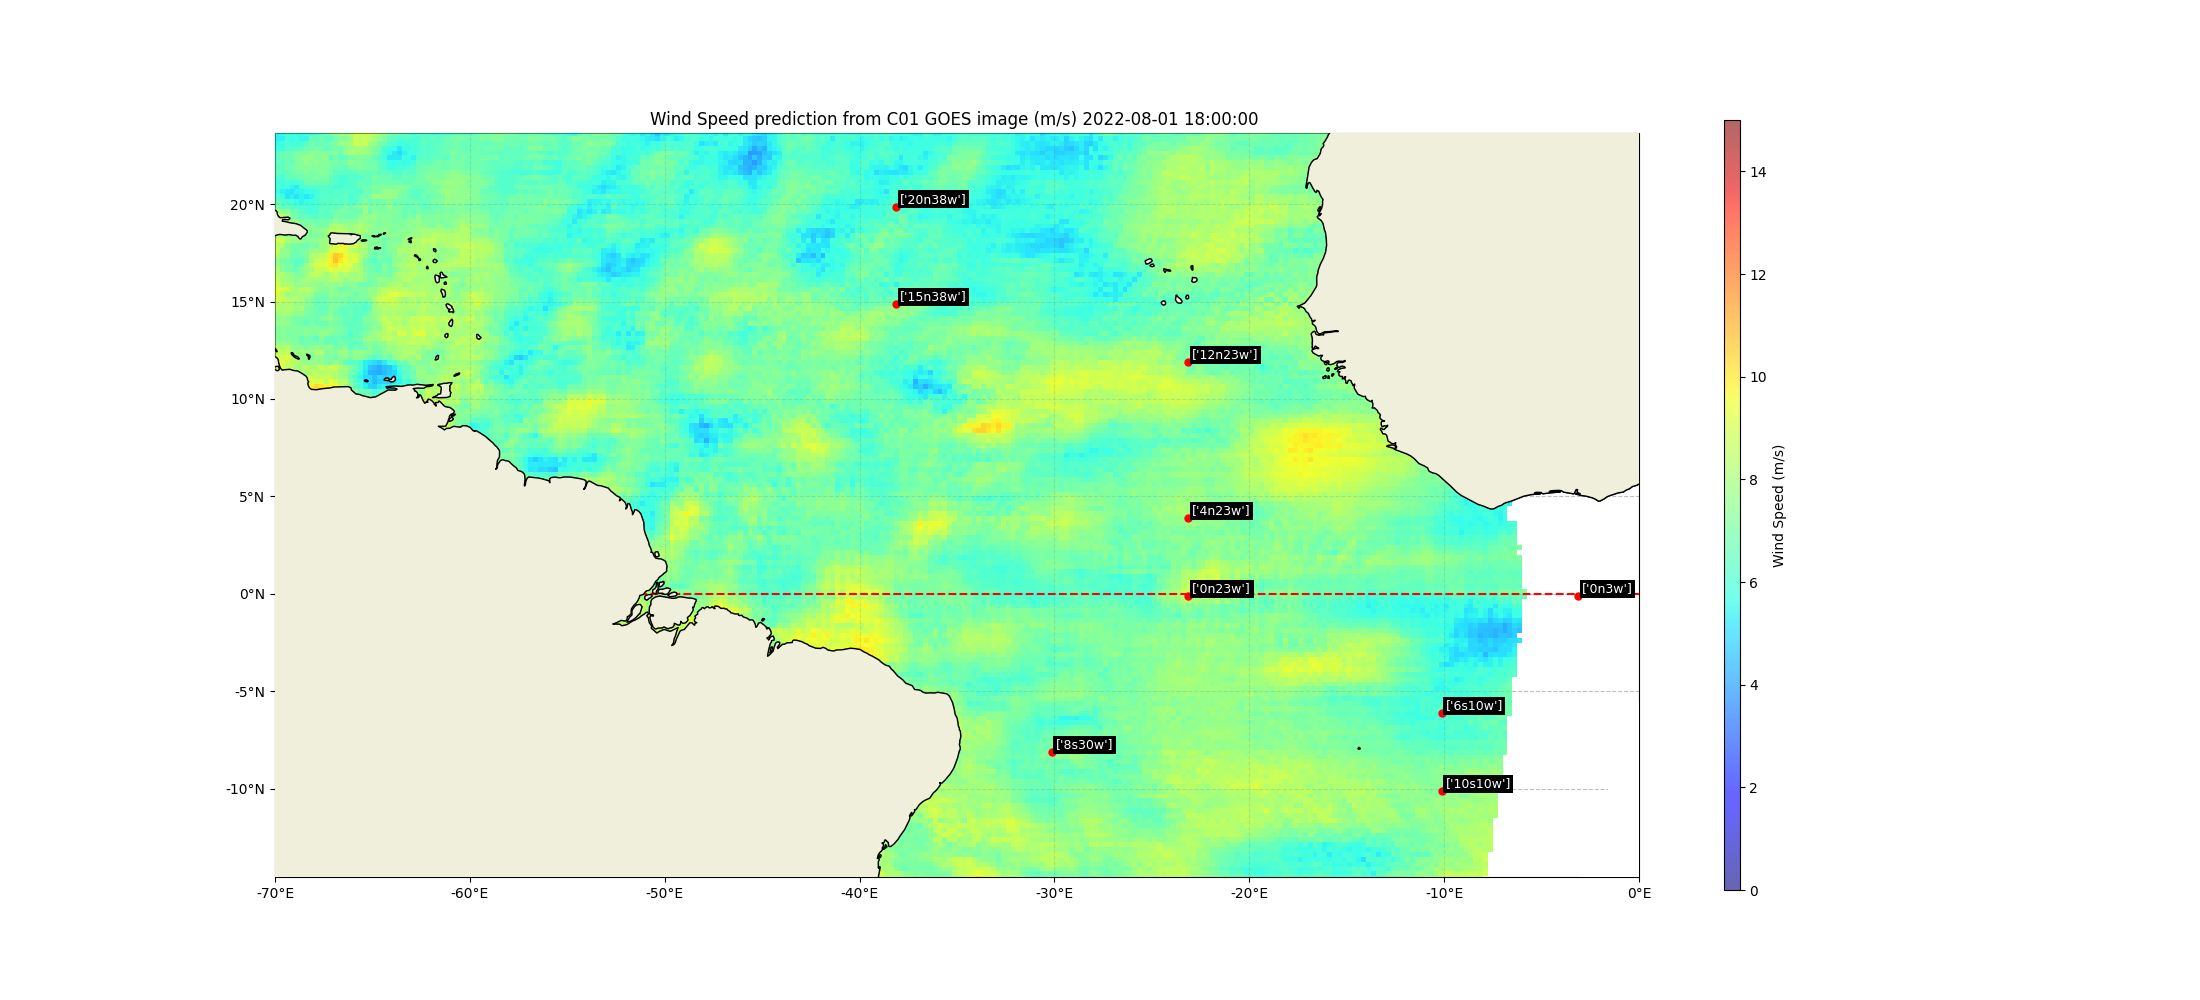 Wind Speed prediction from C01 GOES image (m/s) 2022-08-01 18:00:00
20°N
15°N
10°N
5°N
0°N
-5°N
-10°N
-70°E
-60°E
-50°E
-40°E
-30°E
-20°E
-10°E
0°E
['20n38w']
['15n38w']
['12n23w']
['4n23w']
['0n23w']
['0n3w']
['6s10w']
['8s30w']
['10s10w']
14
12
10
8
6
4
2
0
Wind Speed (m/s)